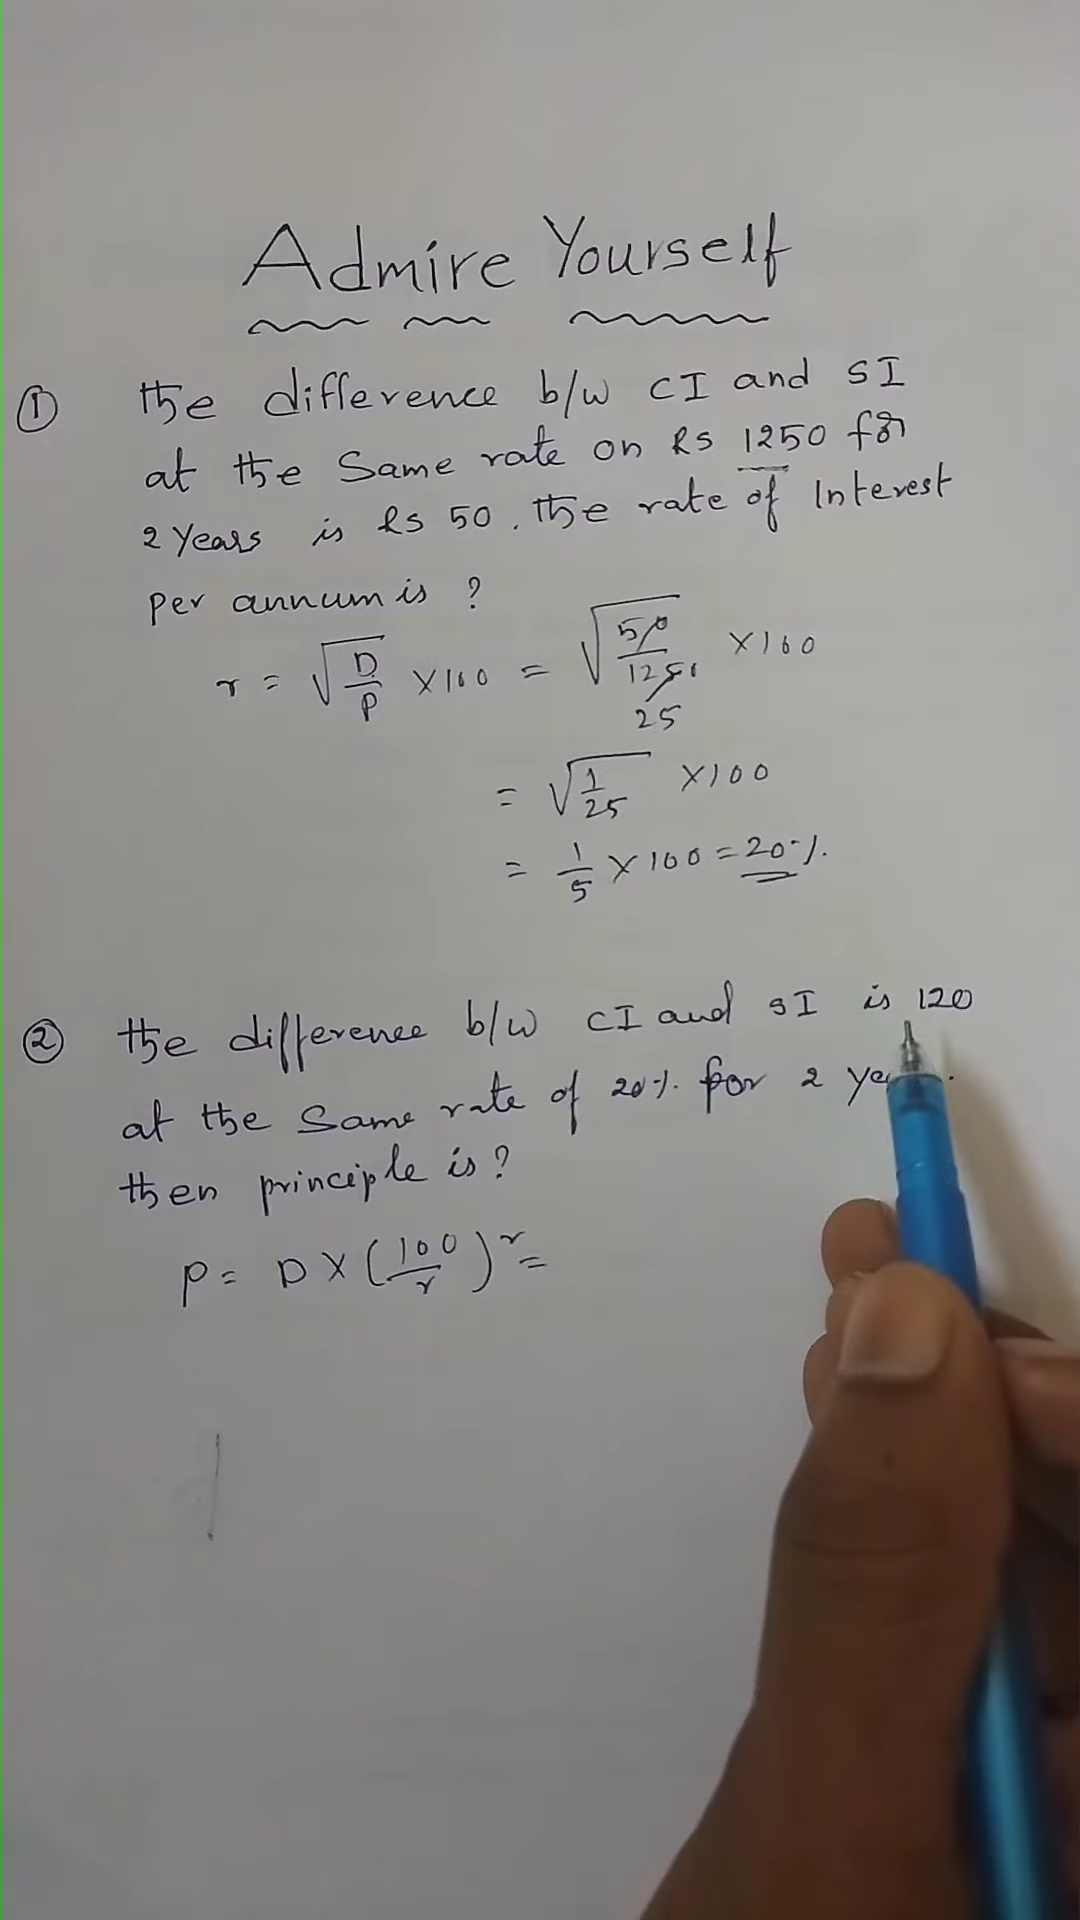 Admire Yourself
① the difference b/w CI and SI
at the Same rate on Rs 1250 for
2 Years is Rs 50. the rate of Interest
per annum is ?
r = √(D/P) × 100 = √(50/1250) × 100
25
= √(1/25) × 100
= 1/5 × 100 = 20%.
② the difference b/w CI and SI is 120
at the same rate of 20%. for 2 ye
then principle is ?
P = D × (100/r)² =